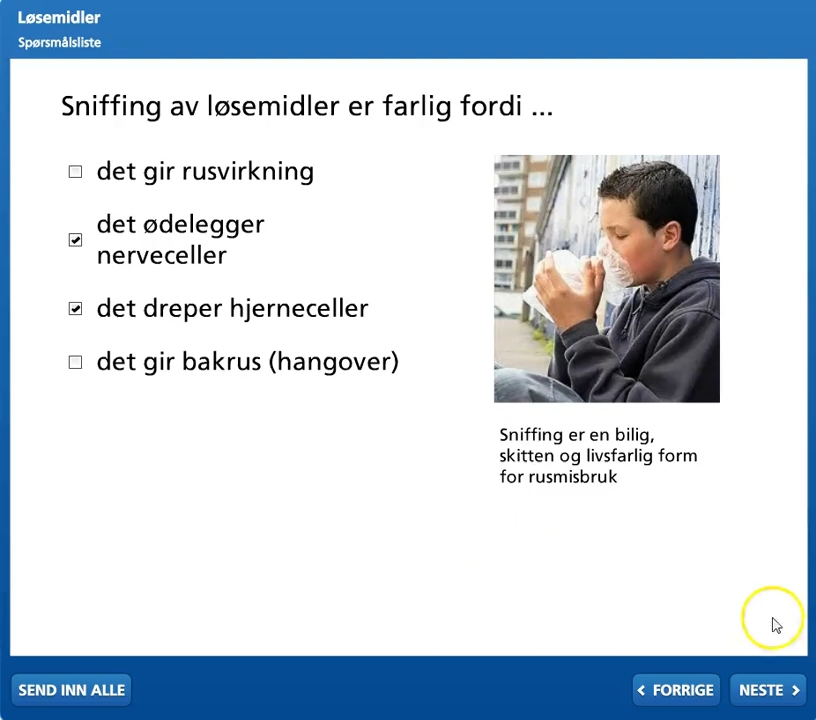 Løsemidler
Spørsmålsliste
Sniffing av løsemidler er farlig fordi ...
det gir rusvirkning
det ødelegger
nerveceller
det dreper hjerneceller
det gir bakrus (hangover)
Sniffing er en bilig,
skitten og livsfarlig form
for rusmisbruk
SEND INN ALLE
FORRIGE
NESTE